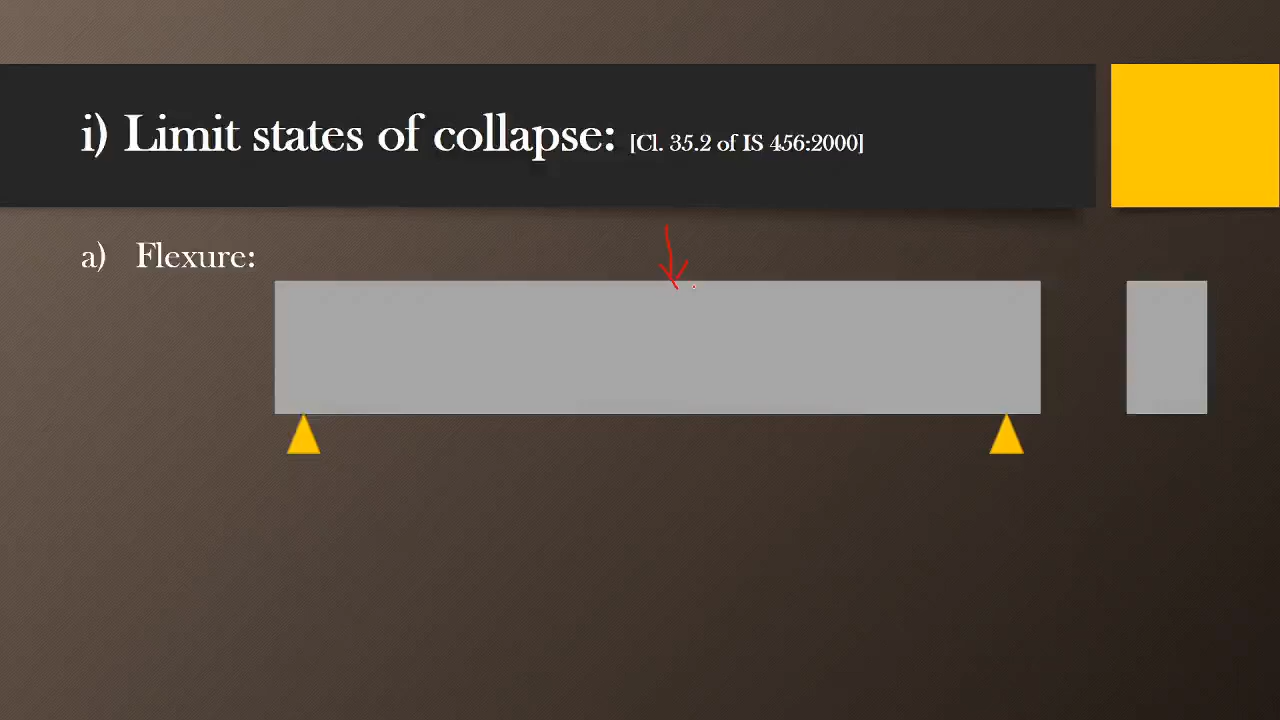 i) Limit states of collapse: [Cl. 35.2 of IS 456:2000]
a) Flexure: